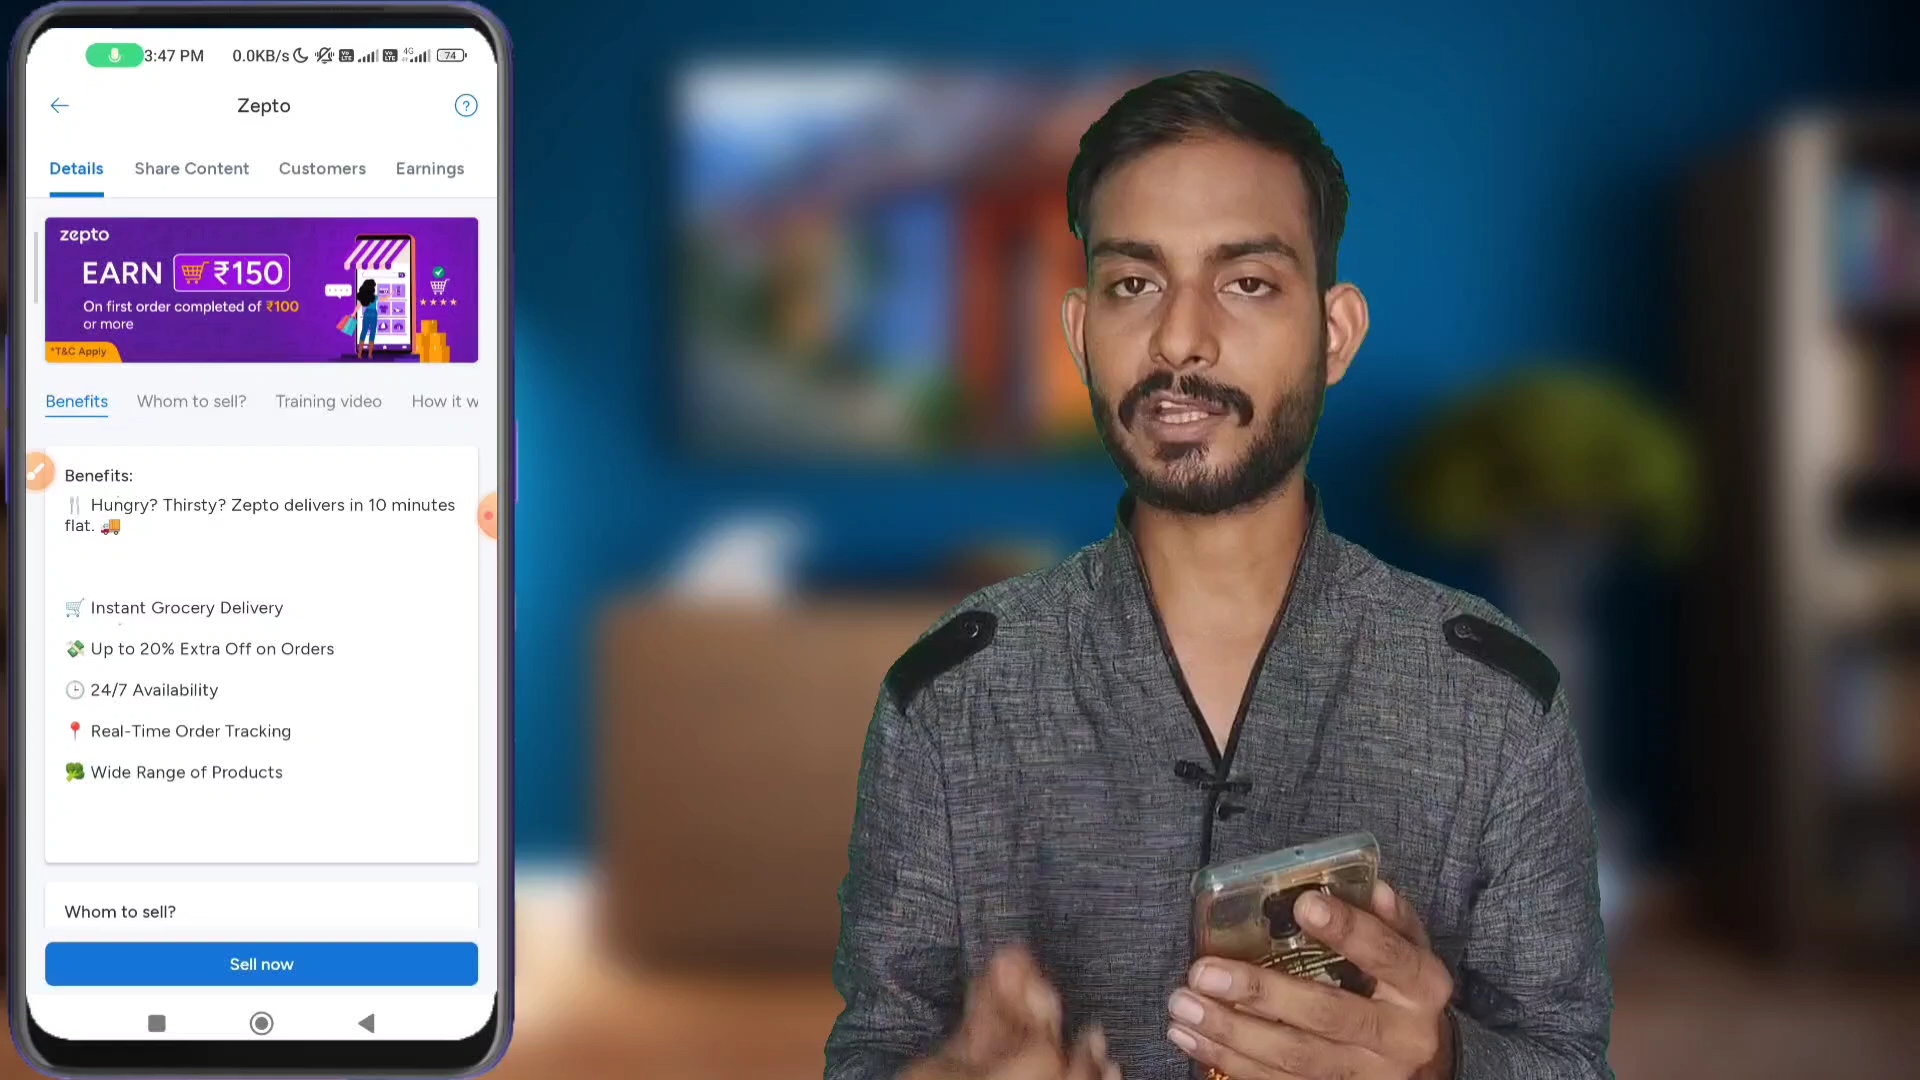 3:47 PM 0.0KB/s 4G 74
Zepto
Details Share Content Customers Earnings
zepto
EARN ₹150
On first order completed of ₹100
or more
*T&C Apply
Benefits Whom to sell? Training video How it w
Benefits:
Hungry? Thirsty? Zepto delivers in 10 minutes
flat.
Instant Grocery Delivery
Up to 20% Extra Off on Orders
24/7 Availability
Real-Time Order Tracking
Wide Range of Products
Whom to sell?
Sell now